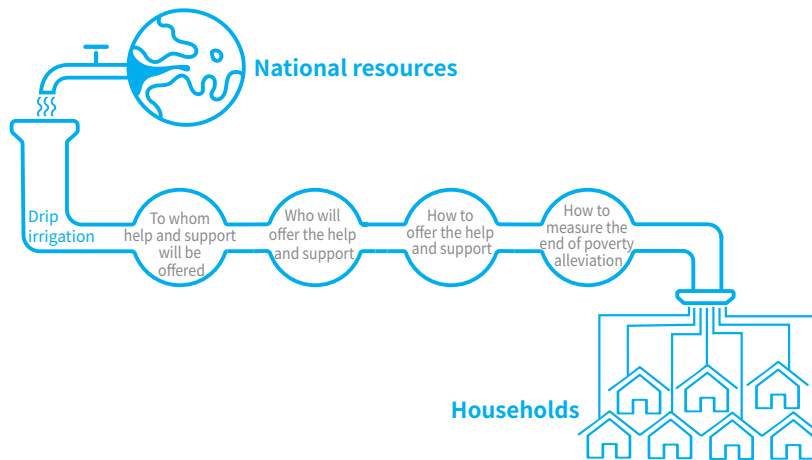 National resources
Drip
irrigation
To whom
help and support
will be
offered
Who will
offer the help
and support
How to
offer the help
and support
How to
measure the
end of poverty
alleviation
Households